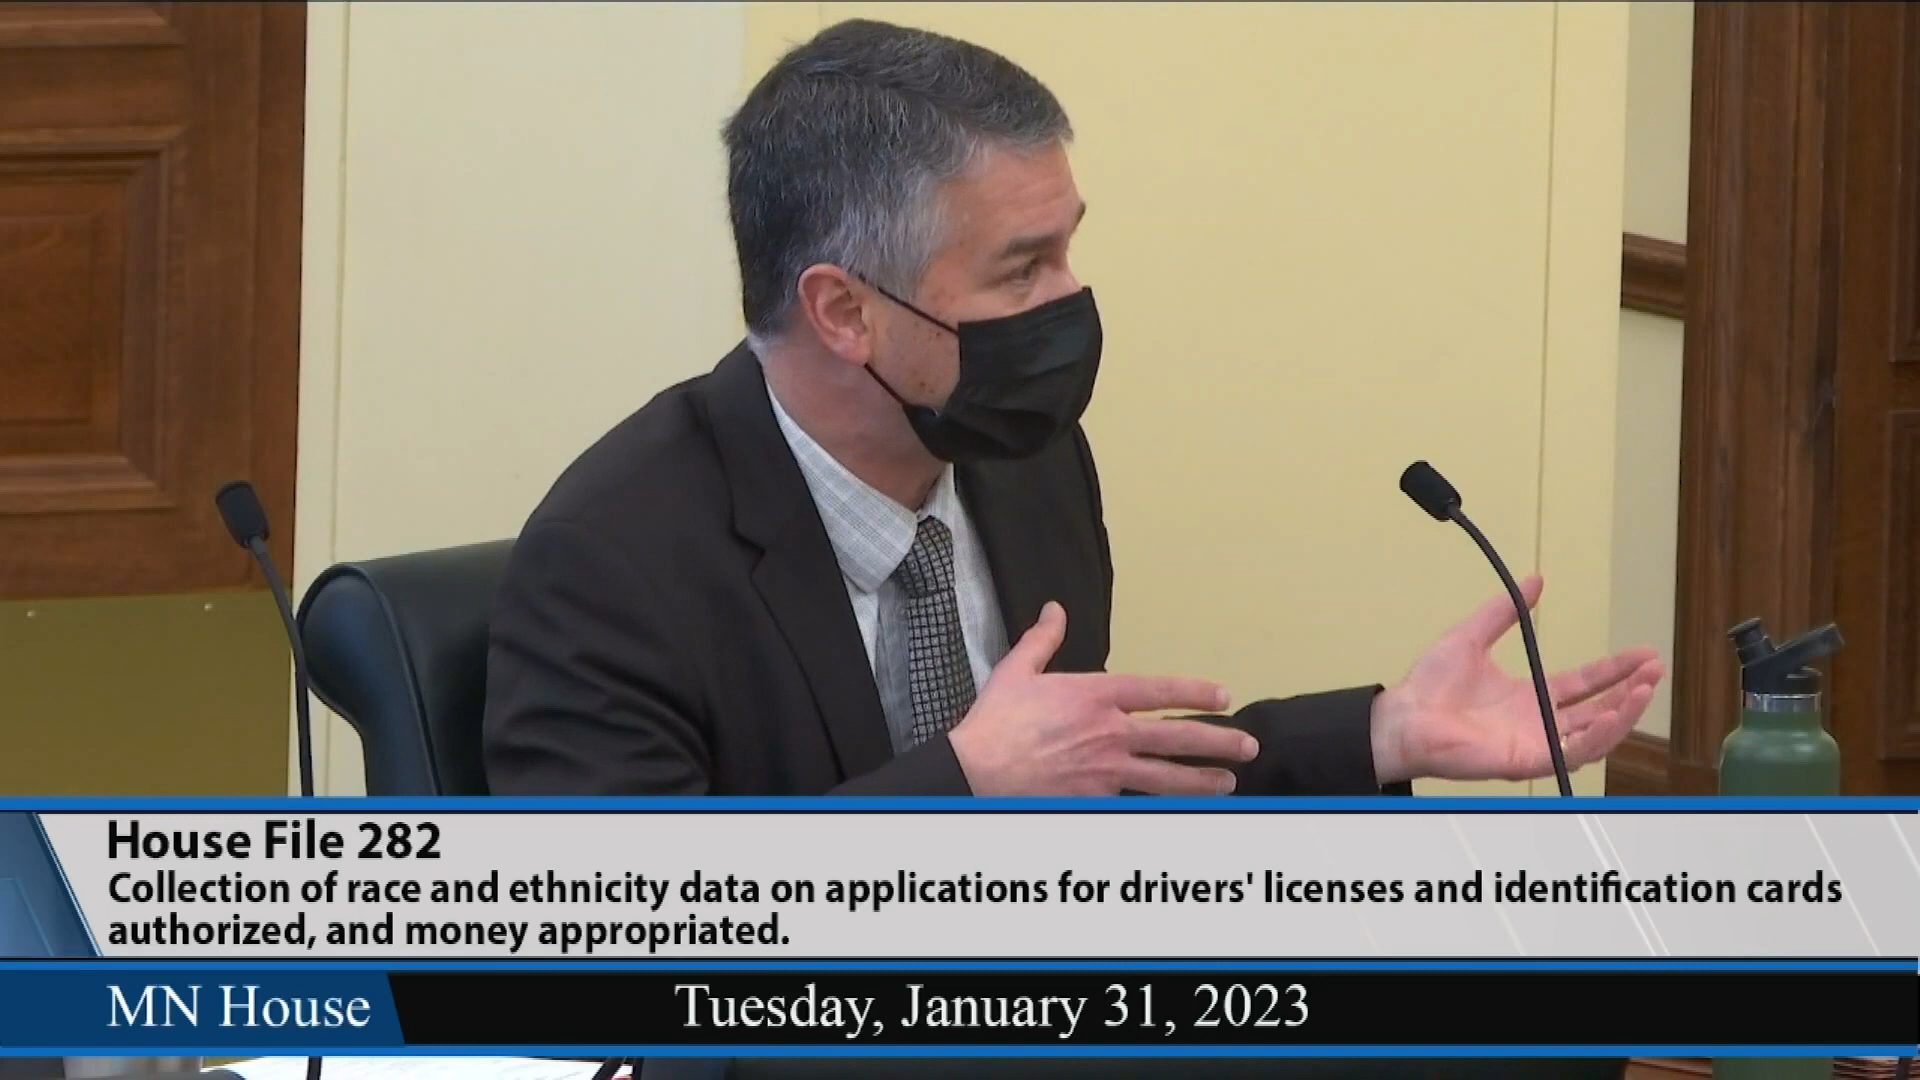 House File 282
Collection of race and ethnicity data on applications for drivers' licenses and identification cards
authorized, and money appropriated.
MN House
Tuesday, January 31, 2023